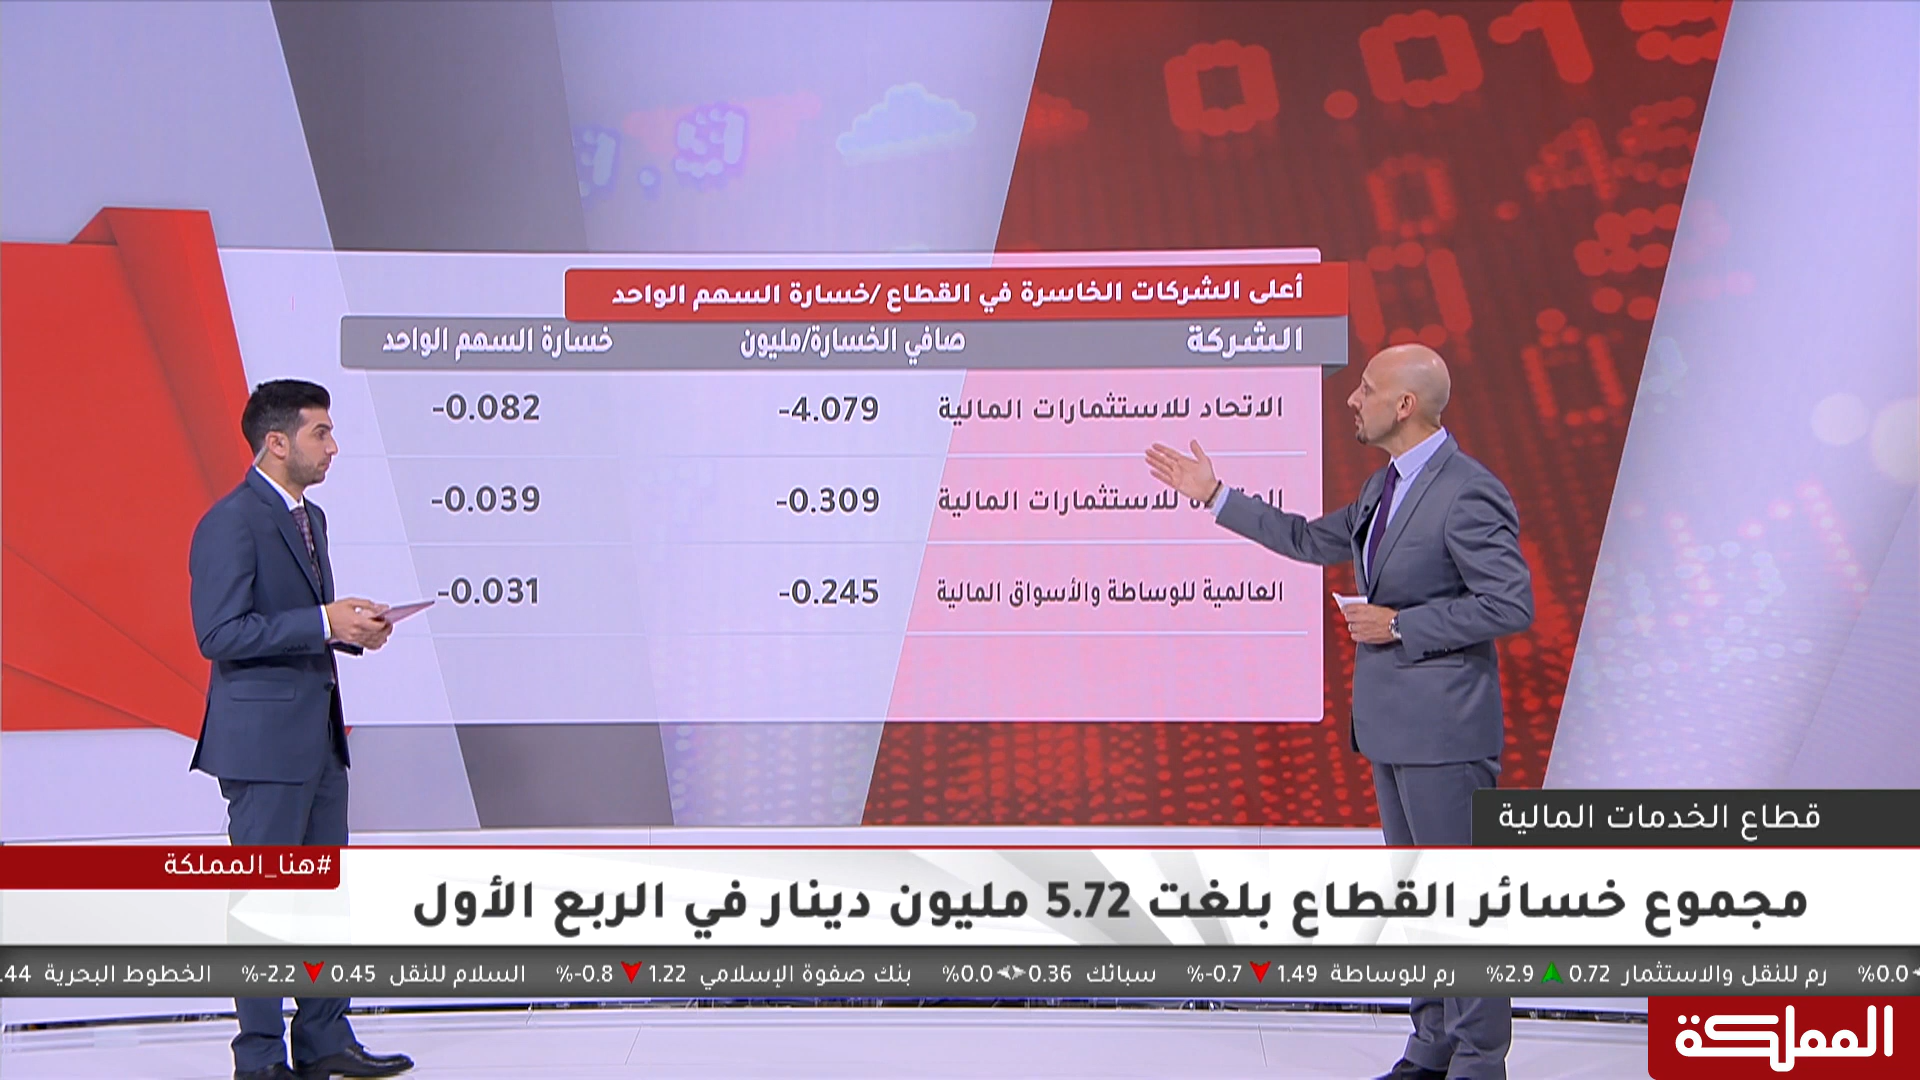 أعلى الشركات الخاسرة في القطاع /خسارة السهم الواحد
الشركة صافي الخسارة/مليون خسارة السهم الواحد
الاتحاد للاستثمارات المالية -4.079 -0.082
للاستثمارات المالية -0.309 -0.039
العالمية للوساطة والأسواق المالية -0.245 -0.031
قطاع الخدمات المالية
#هنا_المملكة
مجموع خسائر القطاع بلغت 5.72 مليون دينار في الربع الأول
%0.0 رم للنقل والاستثمار 0.72 %2.9 رم للوساطة 1.49 %-0.7 سبائك 0.36 %0.0 بنك صفوة الإسلامي 1.22 %-0.8 السلام للنقل 0.45 %-2.2 الخطوط البحرية .44
المملكة